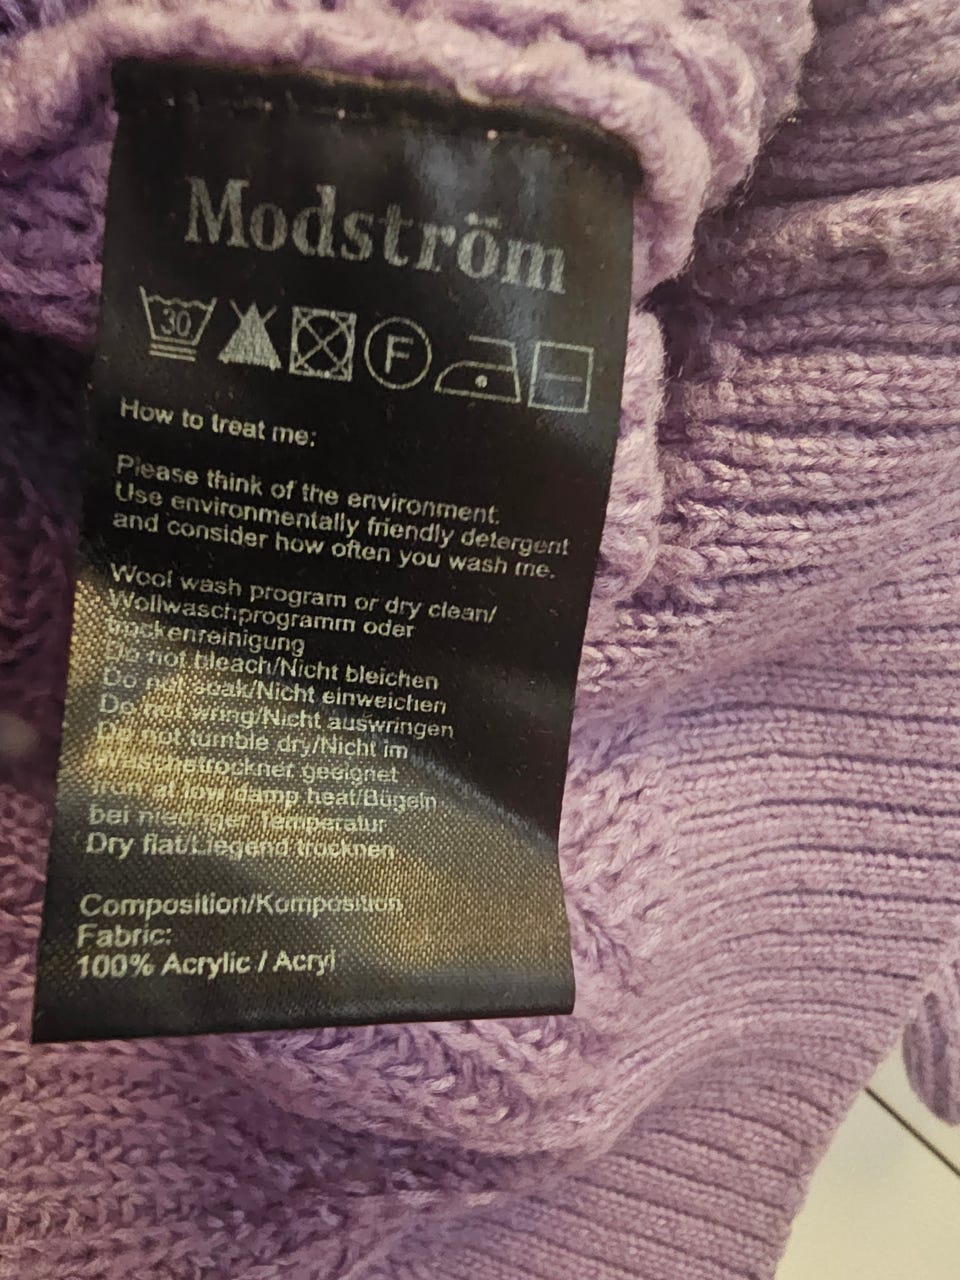 Modström
30
F
How to treat me:
Please think of the environment.
Use environmentally friendly detergent
and consider how often you wash me.
Wool wash program or dry clean/
Wollwaschprogramm oder
Trockenreinigung
Do not bleach/Nicht bleichen
Do not soak/Nicht einweichen
Do not wring/Nicht auswringen
Do not tumble dry/Nicht im
Wäschetrockner geeignet
Iron at low damp heat/Bügeln
bei niedriger Temperatur
Dry flat/Liegend trocknen
Composition/Komposition
Fabric:
100% Acrylic / Acryl